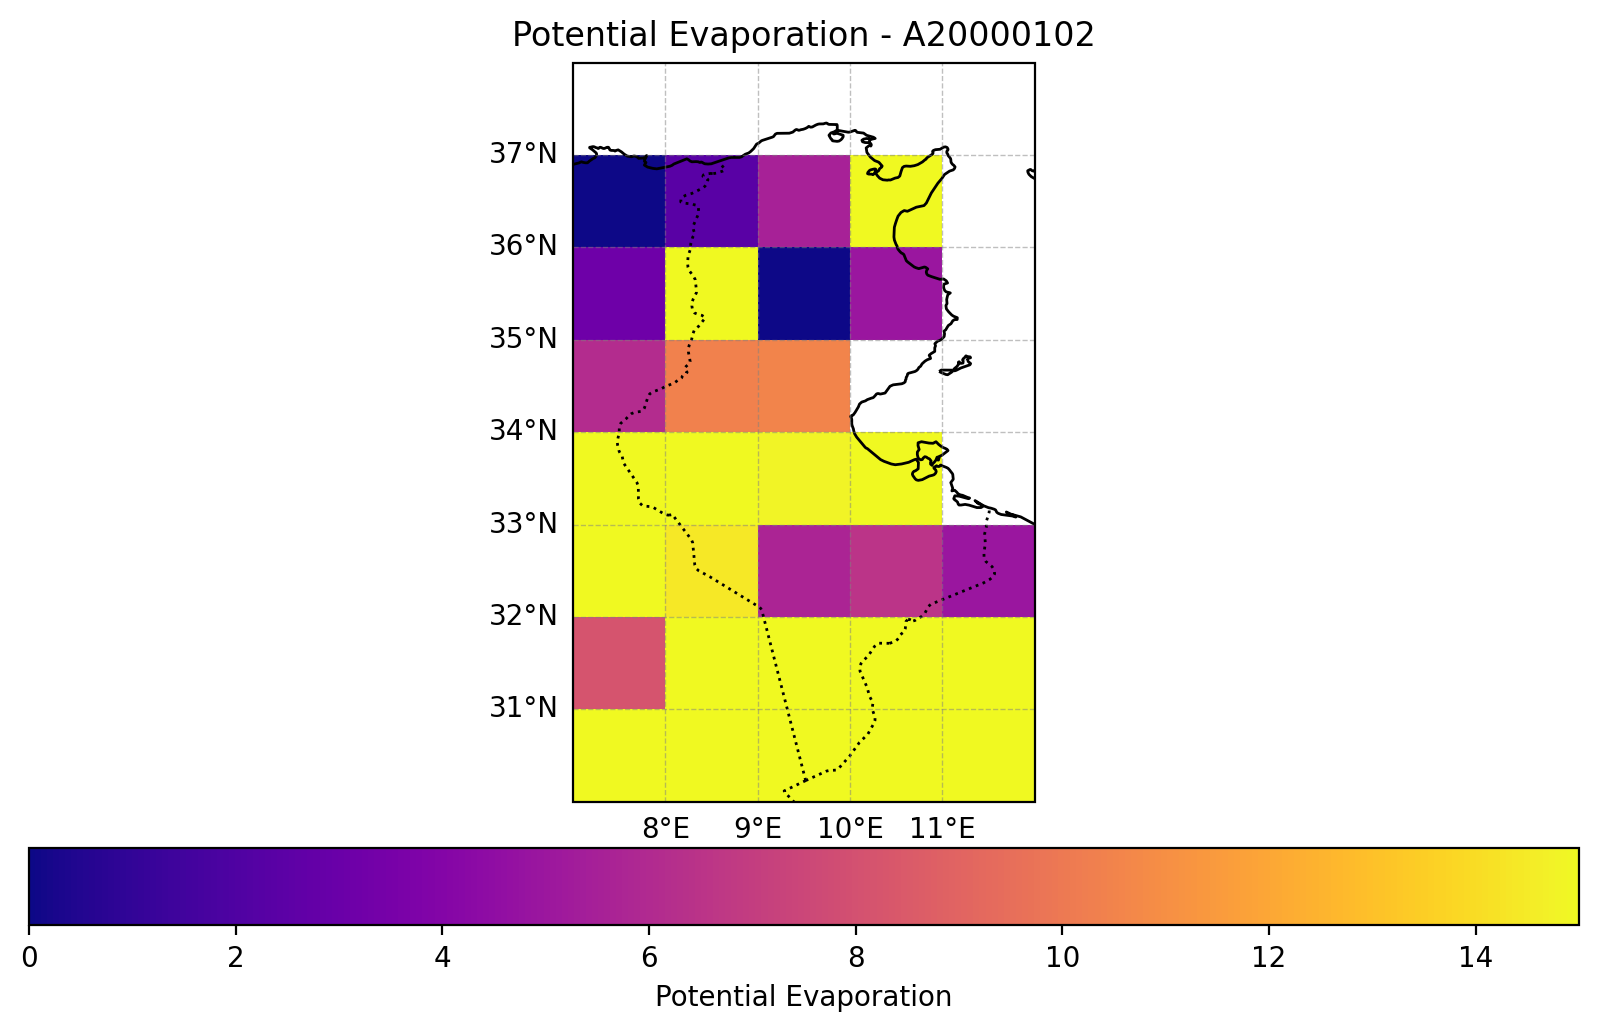 Potential Evaporation - A20000102
37°N
36°N
35°N
34°N
33°N
32°N
31°N
8°E 9°E 10°E 11°E
0 2 4 6 8 10 12 14
Potential Evaporation